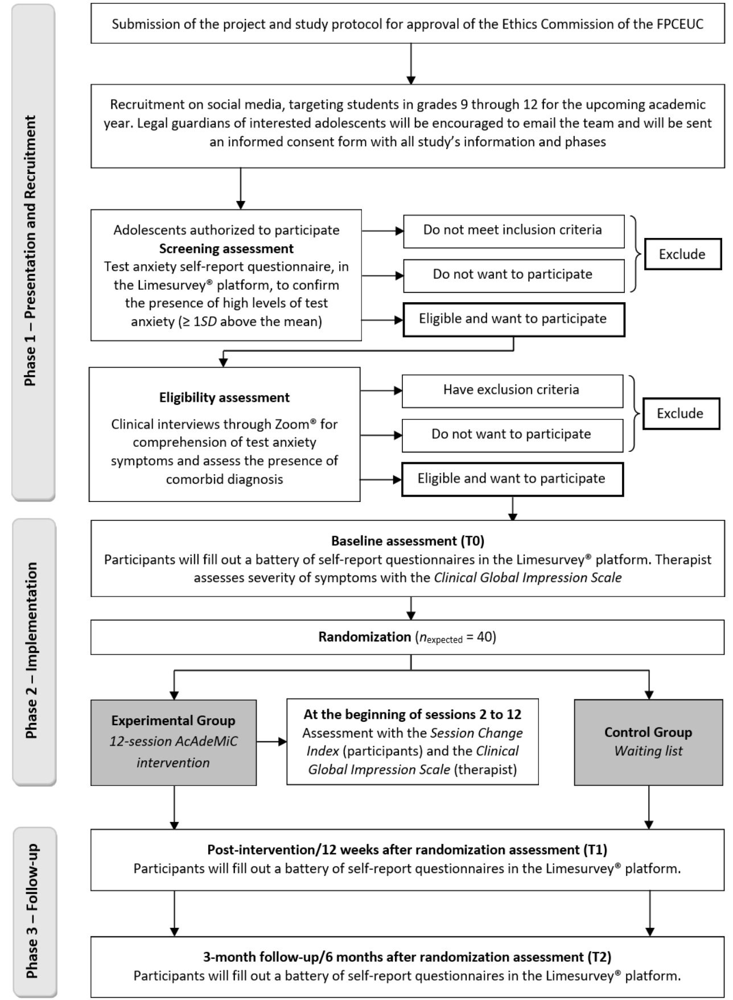 Phase 1 – Presentation and Recruitment
Submission of the project and study protocol for approval of the Ethics Commission of the FPCEUC
Recruitment on social media, targeting students in grades 9 through 12 for the upcoming academic
year. Legal guardians of interested adolescents will be encouraged to email the team and will be sent
an informed consent form with all study’s information and phases
Adolescents authorized to participate
Screening assessment
Test anxiety self-report questionnaire, in
the Limesurvey® platform, to confirm
the presence of high levels of test
anxiety (≥ 1SD above the mean)
Do not meet inclusion criteria
Do not want to participate
Exclude
Eligible and want to participate
Eligibility assessment
Clinical interviews through Zoom® for
comprehension of test anxiety
symptoms and assess the presence of
comorbid diagnosis
Have exclusion criteria
Do not want to participate
Exclude
Eligible and want to participate
Phase 2 – Implementation
Baseline assessment (T0)
Participants will fill out a battery of self-report questionnaires in the Limesurvey® platform. Therapist
assesses severity of symptoms with the Clinical Global Impression Scale
Randomization (nexpected = 40)
Experimental Group
12-session AcAdeMiC
intervention
At the beginning of sessions 2 to 12
Assessment with the Session Change
Index (participants) and the Clinical
Global Impression Scale (therapist)
Control Group
Waiting list
Phase 3 – Follow-up
Post-intervention/12 weeks after randomization assessment (T1)
Participants will fill out a battery of self-report questionnaires in the Limesurvey® platform.
3-month follow-up/6 months after randomization assessment (T2)
Participants will fill out a battery of self-report questionnaires in the Limesurvey® platform.